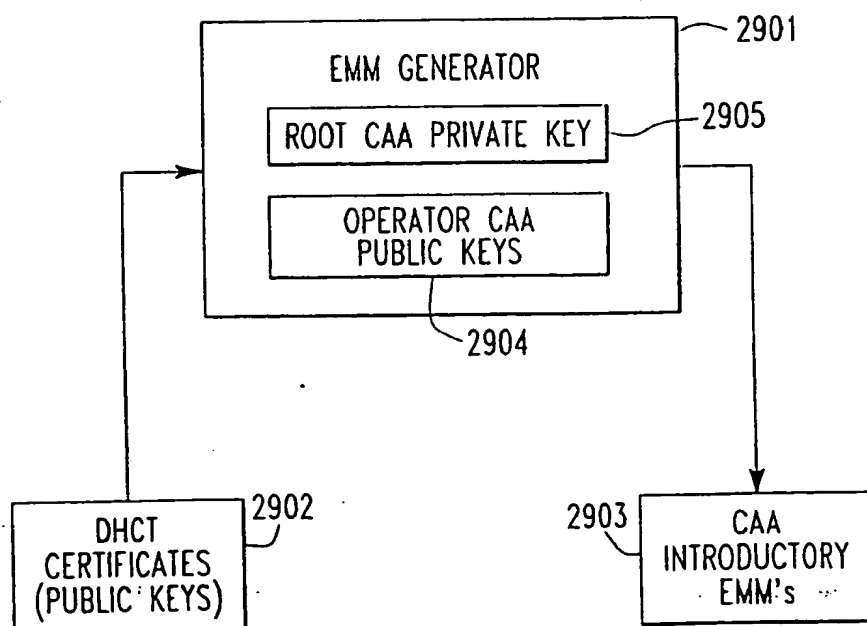 2901
EMM GENERATOR
ROOT CAA PRIVATE KEY
2905
OPERATOR CAA
PUBLIC KEYS
2904
DHCT
CERTIFICATES
(PUBLIC KEYS)
2902
2903
CAA
INTRODUCTORY
EMM's